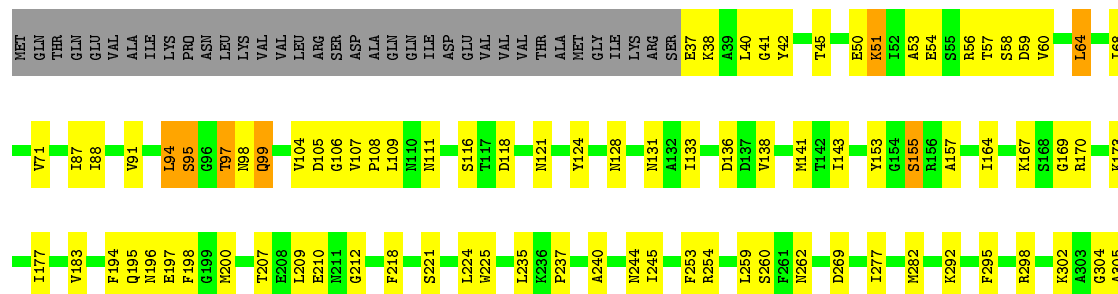 MET GLN THR GLN GLU VAL ALA ILE LYS PRO ASN LEU LYS VAL VAL LEU ARG SER ASP ALA GLN GLN ILE ASP GLU VAL VAL VAL THR ALA MET GLY ILE LYS ARG SER E37 K38 A39 L40 G41 Y42 T45 E50 K51 I52 A53 E54 S55 R56 T57 S58 D59 V60 L64 I68
V71 I87 I88 V91 L94 S95 G96 T97 N98 Q99 V104 D105 G106 V107 P108 L109 N110 N111 S116 T117 D118 N121 Y124 N128 N131 A132 I133 D136 D137 V138 M141 T142 I143 Y153 G154 S155 R156 A157 I164 K167 S168 G169 R170 K173
I177 V183 F194 Q195 N196 E197 F198 G199 M200 T207 E208 L209 E210 N211 G212 F218 S221 L224 W225 L235 K236 P237 A240 N244 I245 F253 R254 L259 S260 F261 N262 D269 I277 M282 K292 F295 R298 K302 A303 G304